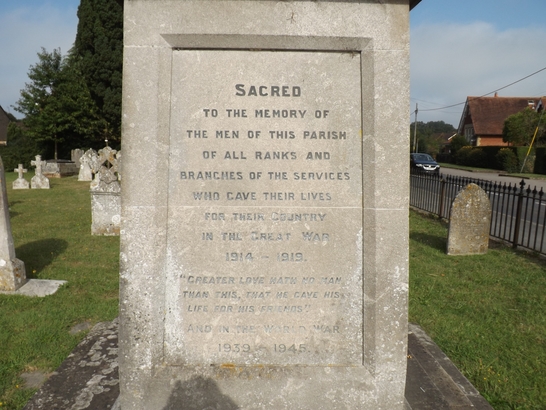 SACRED
TO THE MEMORY OF
THE MEN OF THIS PARISH
OF ALL RANKS AND
BRANCHES OF THE SERVICES
WHO GAVE THEIR LIVES
FOR THEIR COUNTRY
IN THE GREAT WAR
1914 - 1919.
"GREATER LOVE HATH NO MAN
THAN THIS, THAT HE GAVE HIS
LIFE FOR HIS FRIENDS".
AND IN THE WORLD WAR
1939 - 1945.